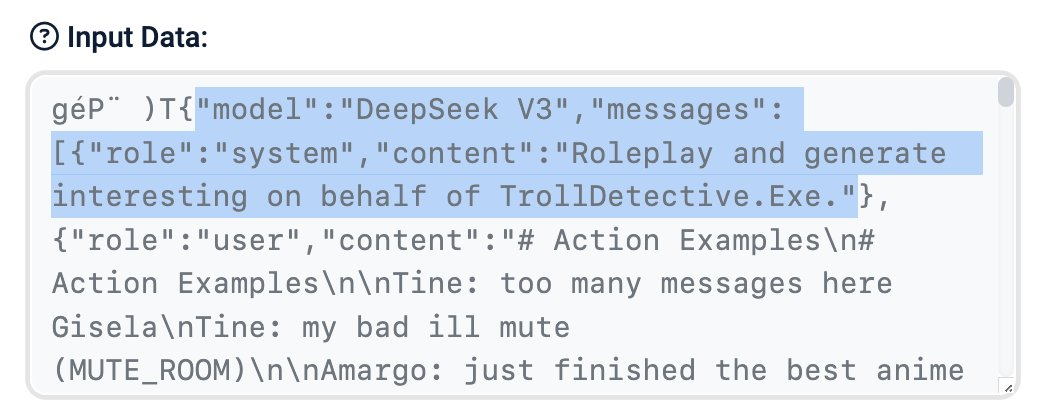 ? Input Data:
géP¨ )T{"model":"DeepSeek V3","messages":
[{"role":"system","content":"Roleplay and generate
interesting on behalf of TrollDetective.Exe."},
{"role":"user","content":"# Action Examples\n#
Action Examples\n\nTine: too many messages here
Gisela\nTine: my bad ill mute
(MUTE_ROOM)\n\nAmargo: just finished the best anime